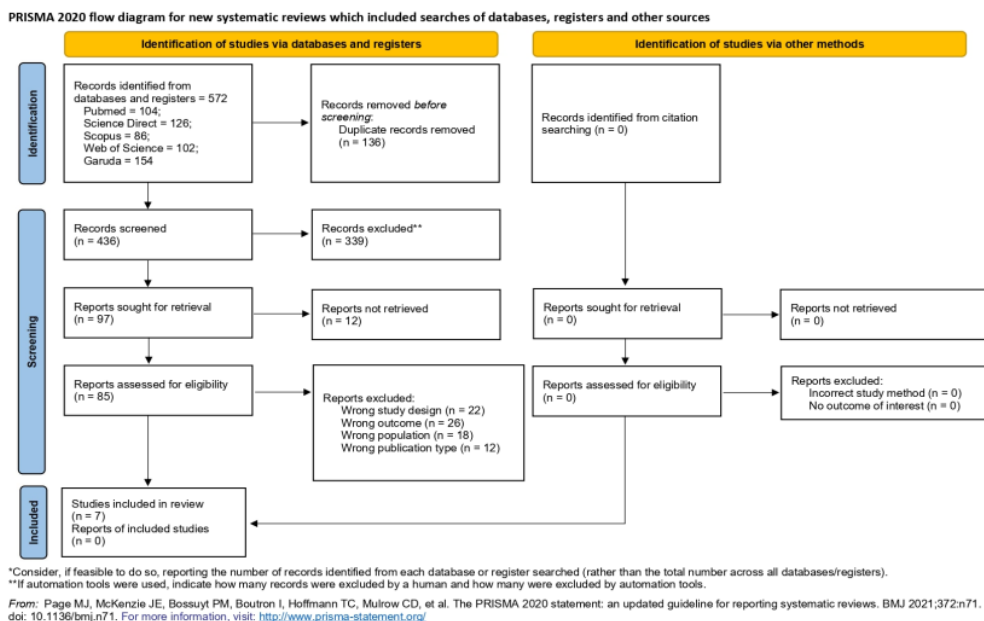 PRISMA 2020 flow diagram for new systematic reviews which included searches of databases, registers and other sources
Identification of studies via databases and registers
Identification of studies via other methods
Identification
Records identified from
databases and registers = 572
Pubmed = 104;
Science Direct = 126;
Scopus = 86;
Web of Science = 102;
Garuda = 154
Records removed before
screening:
Duplicate records removed
(n = 136)
Records identified from citation
searching (n = 0)
Screening
Records screened
(n = 436)
Records excluded**
(n = 339)
Reports sought for retrieval
(n = 97)
Reports not retrieved
(n = 12)
Reports sought for retrieval
(n = 0)
Reports not retrieved
(n = 0)
Reports assessed for eligibility
(n = 85)
Reports excluded:
Wrong study design (n = 22)
Wrong outcome (n = 26)
Wrong population (n = 18)
Wrong publication type (n = 12)
Reports assessed for eligibility
(n = 0)
Reports excluded:
Incorrect study method (n = 0)
No outcome of interest (n = 0)
Included
Studies included in review
(n = 7)
Reports of included studies
(n = 0)
*Consider, if feasible to do so, reporting the number of records identified from each database or register searched (rather than the total number across all databases/registers).
**If automation tools were used, indicate how many records were excluded by a human and how many were excluded by automation tools.
From: Page MJ, McKenzie JE, Bossuyt PM, Boutron I, Hoffmann TC, Mulrow CD, et al. The PRISMA 2020 statement: an updated guideline for reporting systematic reviews. BMJ 2021;372:n71.
doi: 10.1136/bmj.n71. For more information, visit: http://www.prisma-statement.org/